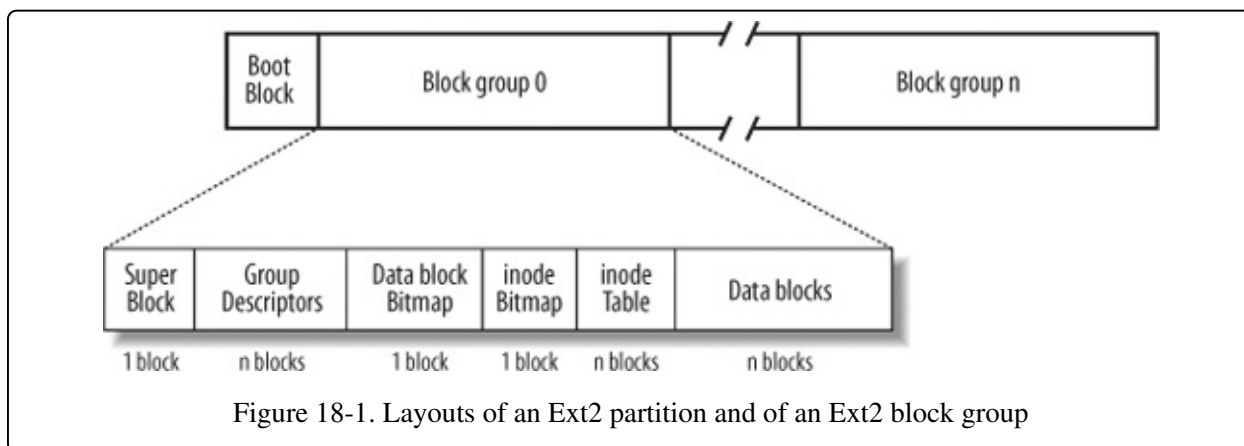 Boot
Block
Block group 0
Block group n
Super
Block
Group
Descriptors
Data block
Bitmap
inode
Bitmap
inode
Table
Data blocks
1 block
n blocks
1 block
1 block
n blocks
n blocks
Figure 18-1. Layouts of an Ext2 partition and of an Ext2 block group